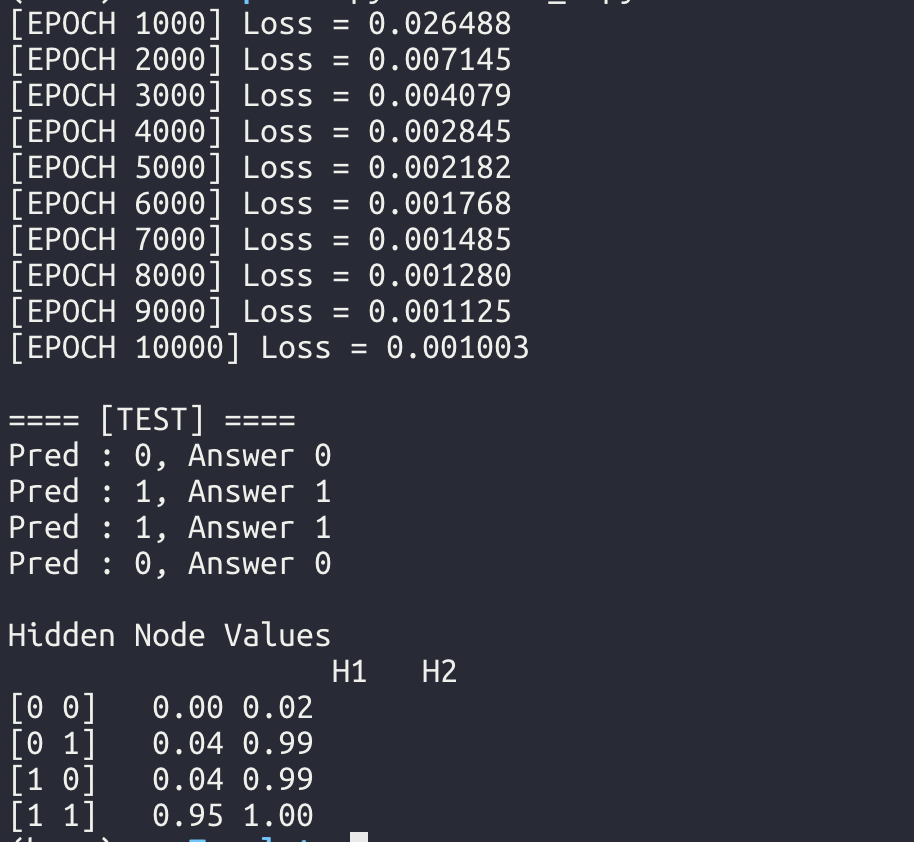 [EPOCH 1000] Loss = 0.026488
[EPOCH 2000] Loss = 0.007145
[EPOCH 3000] Loss = 0.004079
[EPOCH 4000] Loss = 0.002845
[EPOCH 5000] Loss = 0.002182
[EPOCH 6000] Loss = 0.001768
[EPOCH 7000] Loss = 0.001485
[EPOCH 8000] Loss = 0.001280
[EPOCH 9000] Loss = 0.001125
[EPOCH 10000] Loss = 0.001003
==== [TEST] ====
Pred : 0, Answer 0
Pred : 1, Answer 1
Pred : 1, Answer 1
Pred : 0, Answer 0
Hidden Node Values
H1 H2
[0 0] 0.00 0.02
[0 1] 0.04 0.99
[1 0] 0.04 0.99
[1 1] 0.95 1.00